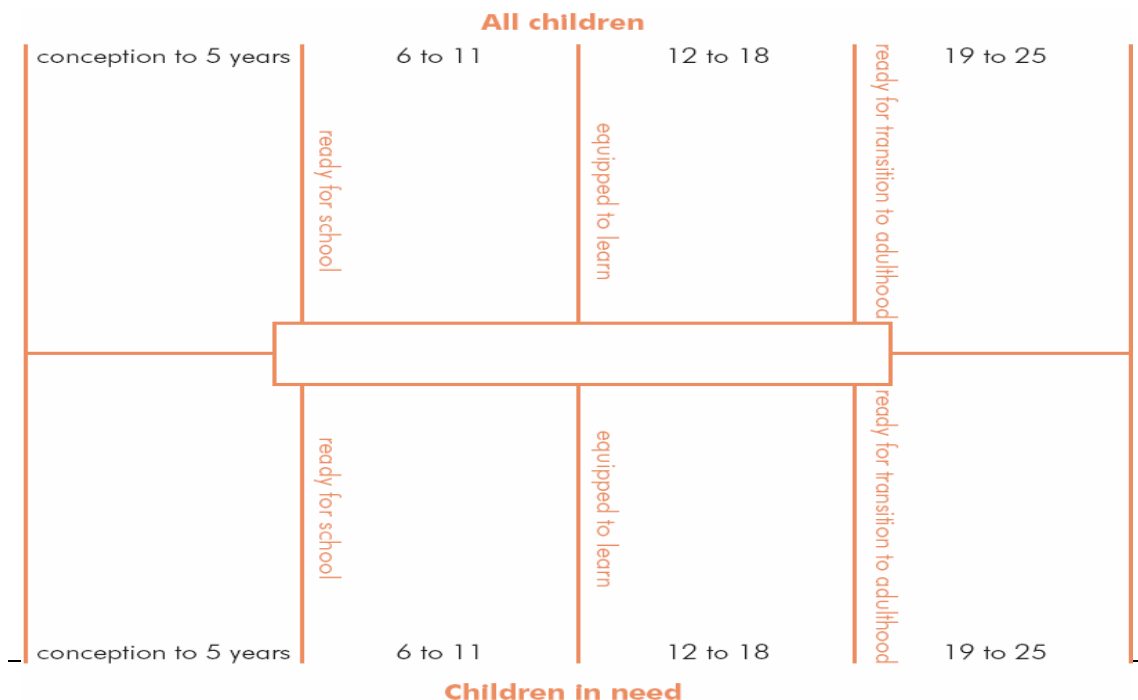 All children
conception to 5 years
6 to 11
12 to 18
19 to 25
ready for school
equipped to learn
ready for transition to adulthood
ready for school
equipped to learn
ready for transition to adulthood
conception to 5 years
6 to 11
12 to 18
19 to 25
Children in need